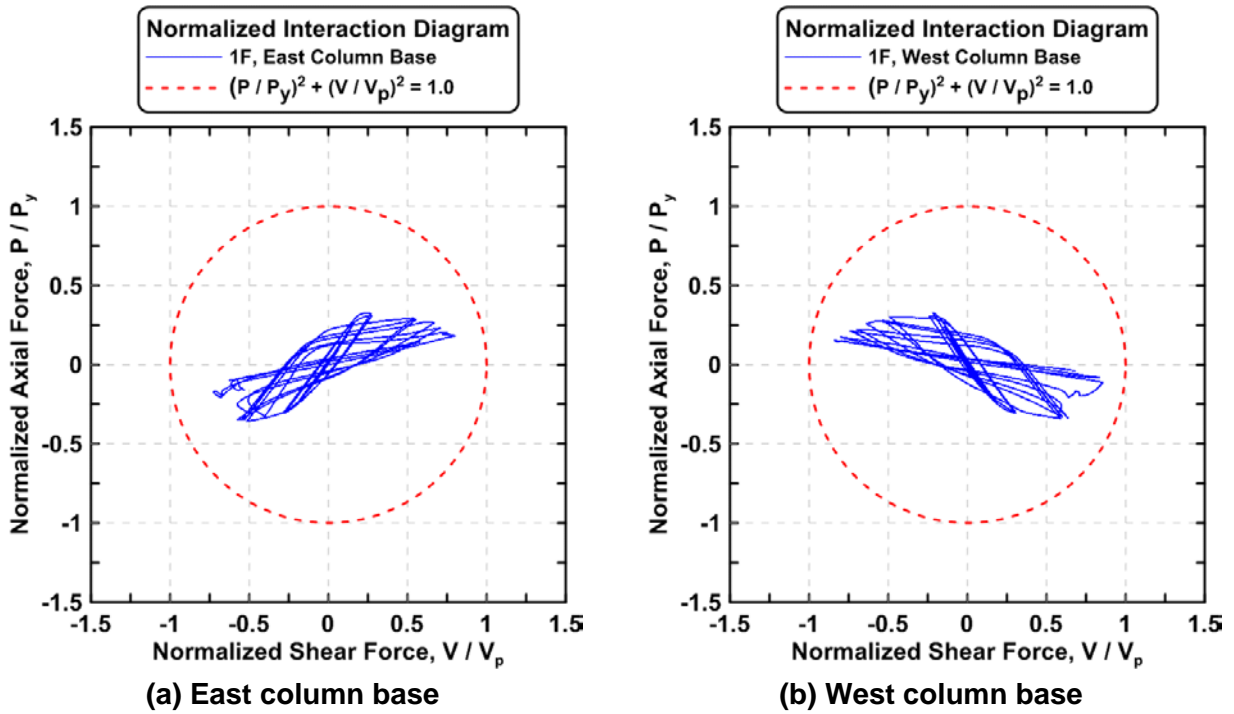 Normalized Interaction Diagram
1F, East Column Base
(P / Py)² + (V / Vp)² = 1.0
1.5
1
0.5
0
-0.5
-1
-1.5
Normalized Axial Force, P / Py
-1.5 -1 -0.5 0 0.5 1 1.5
Normalized Shear Force, V / Vp
(a) East column base
Normalized Interaction Diagram
1F, West Column Base
(P / Py)² + (V / Vp)² = 1.0
1.5
1
0.5
0
-0.5
-1
-1.5
Normalized Axial Force, P / Py
-1.5 -1 -0.5 0 0.5 1 1.5
Normalized Shear Force, V / Vp
(b) West column base